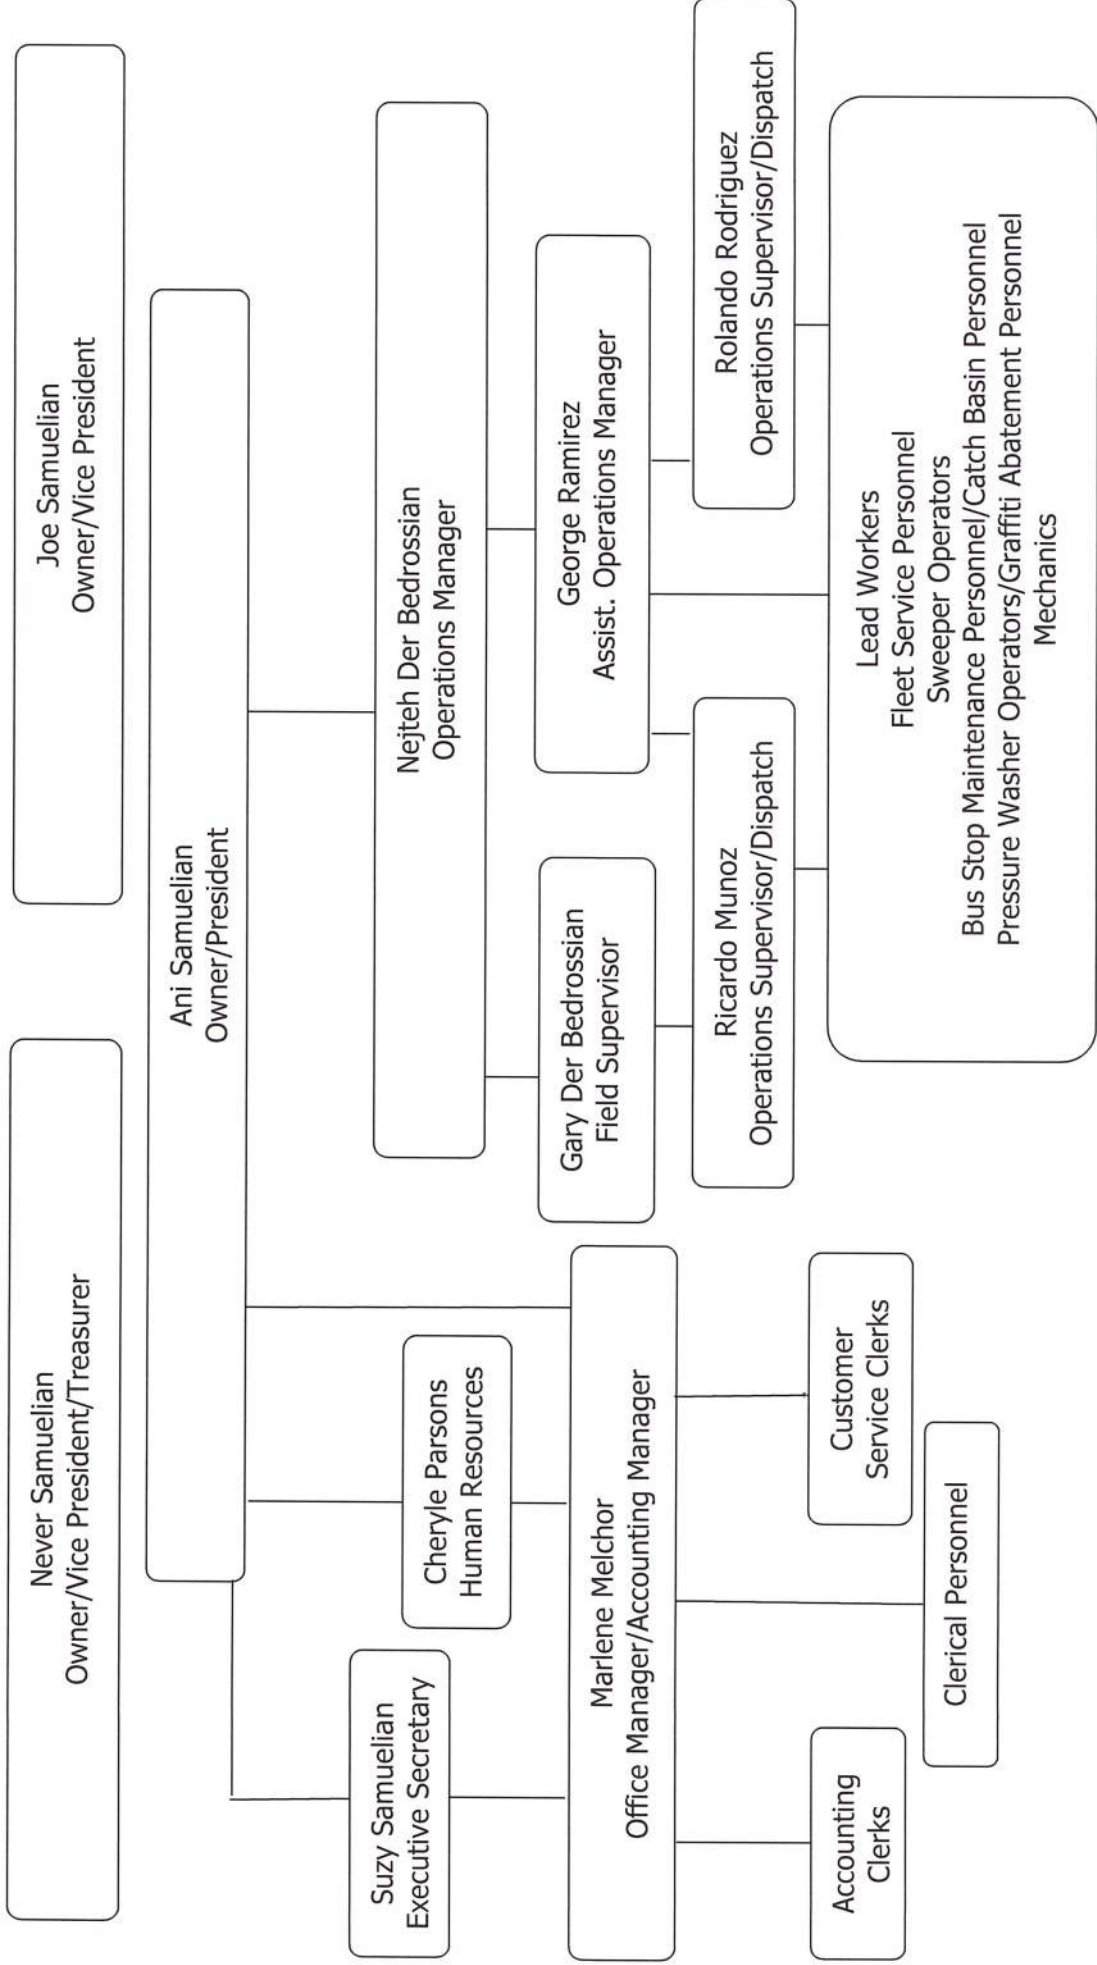 Never Samuelian
Owner/Vice President/Treasurer
Joe Samuelian
Owner/Vice President
Ani Samuelian
Owner/President
Suzy Samuelian
Executive Secretary
Cheryle Parsons
Human Resources
Nejteh Der Bedrossian
Operations Manager
Gary Der Bedrossian
Field Supervisor
George Ramirez
Assist. Operations Manager
Marlene Melchor
Office Manager/Accounting Manager
Ricardo Munoz
Operations Supervisor/Dispatch
Rolando Rodriguez
Operations Supervisor/Dispatch
Accounting
Clerks
Customer
Service Clerks
Clerical Personnel
Lead Workers
Fleet Service Personnel
Sweeper Operators
Bus Stop Maintenance Personnel/Catch Basin Personnel
Pressure Washer Operators/Graffiti Abatement Personnel
Mechanics